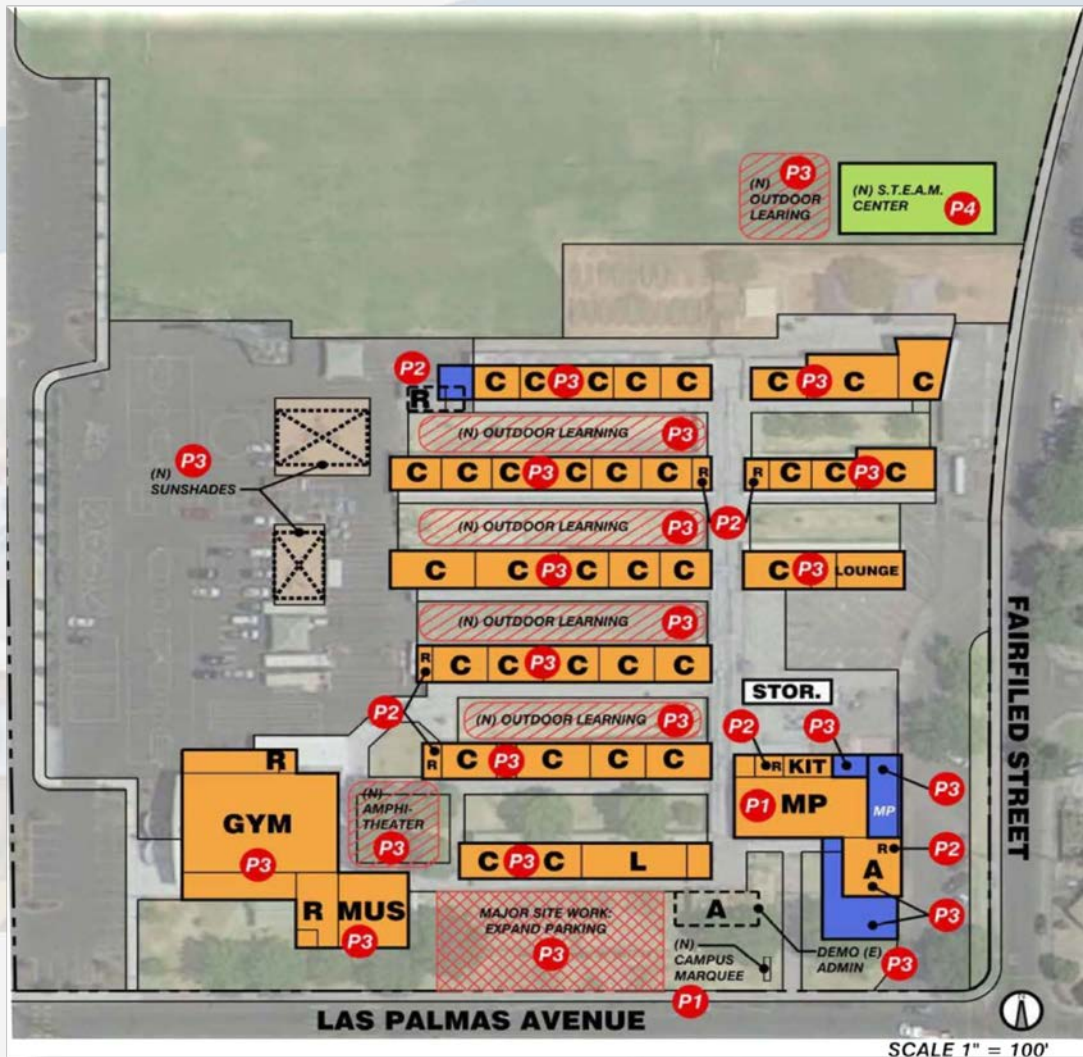 P3
(N)
OUTDOOR
LEARING
(N) S.T.E.A.M.
CENTER
P4
P2
R
C C P3 C C C
C P3 C C
(N) OUTDOOR LEARNING P3
P3
(N)
SUNSHADES
C C C P3 C C C R
R C C P3 C
P2
(N) OUTDOOR LEARNING P3
C C P3 C C C
C P3 LOUNGE
(N) OUTDOOR LEARNING P3
R C C P3 C C C
P2
(N) OUTDOOR LEARNING P3
R C P3 C C C
STOR.
P2 P3
R KIT
P1 MP
MP
P3
R
GYM
P3
(N)
AMPHI-
THEATER
P3
C P3 C L
R P2
A
P3
R MUS
P3
MAJOR SITE WORK:
EXPAND PARKING
P3
A
(N)
CAMPUS
MARQUEE
P1
DEMO (E)
ADMIN
P3
FAIRFILED STREET
LAS PALMAS AVENUE
SCALE 1" = 100'